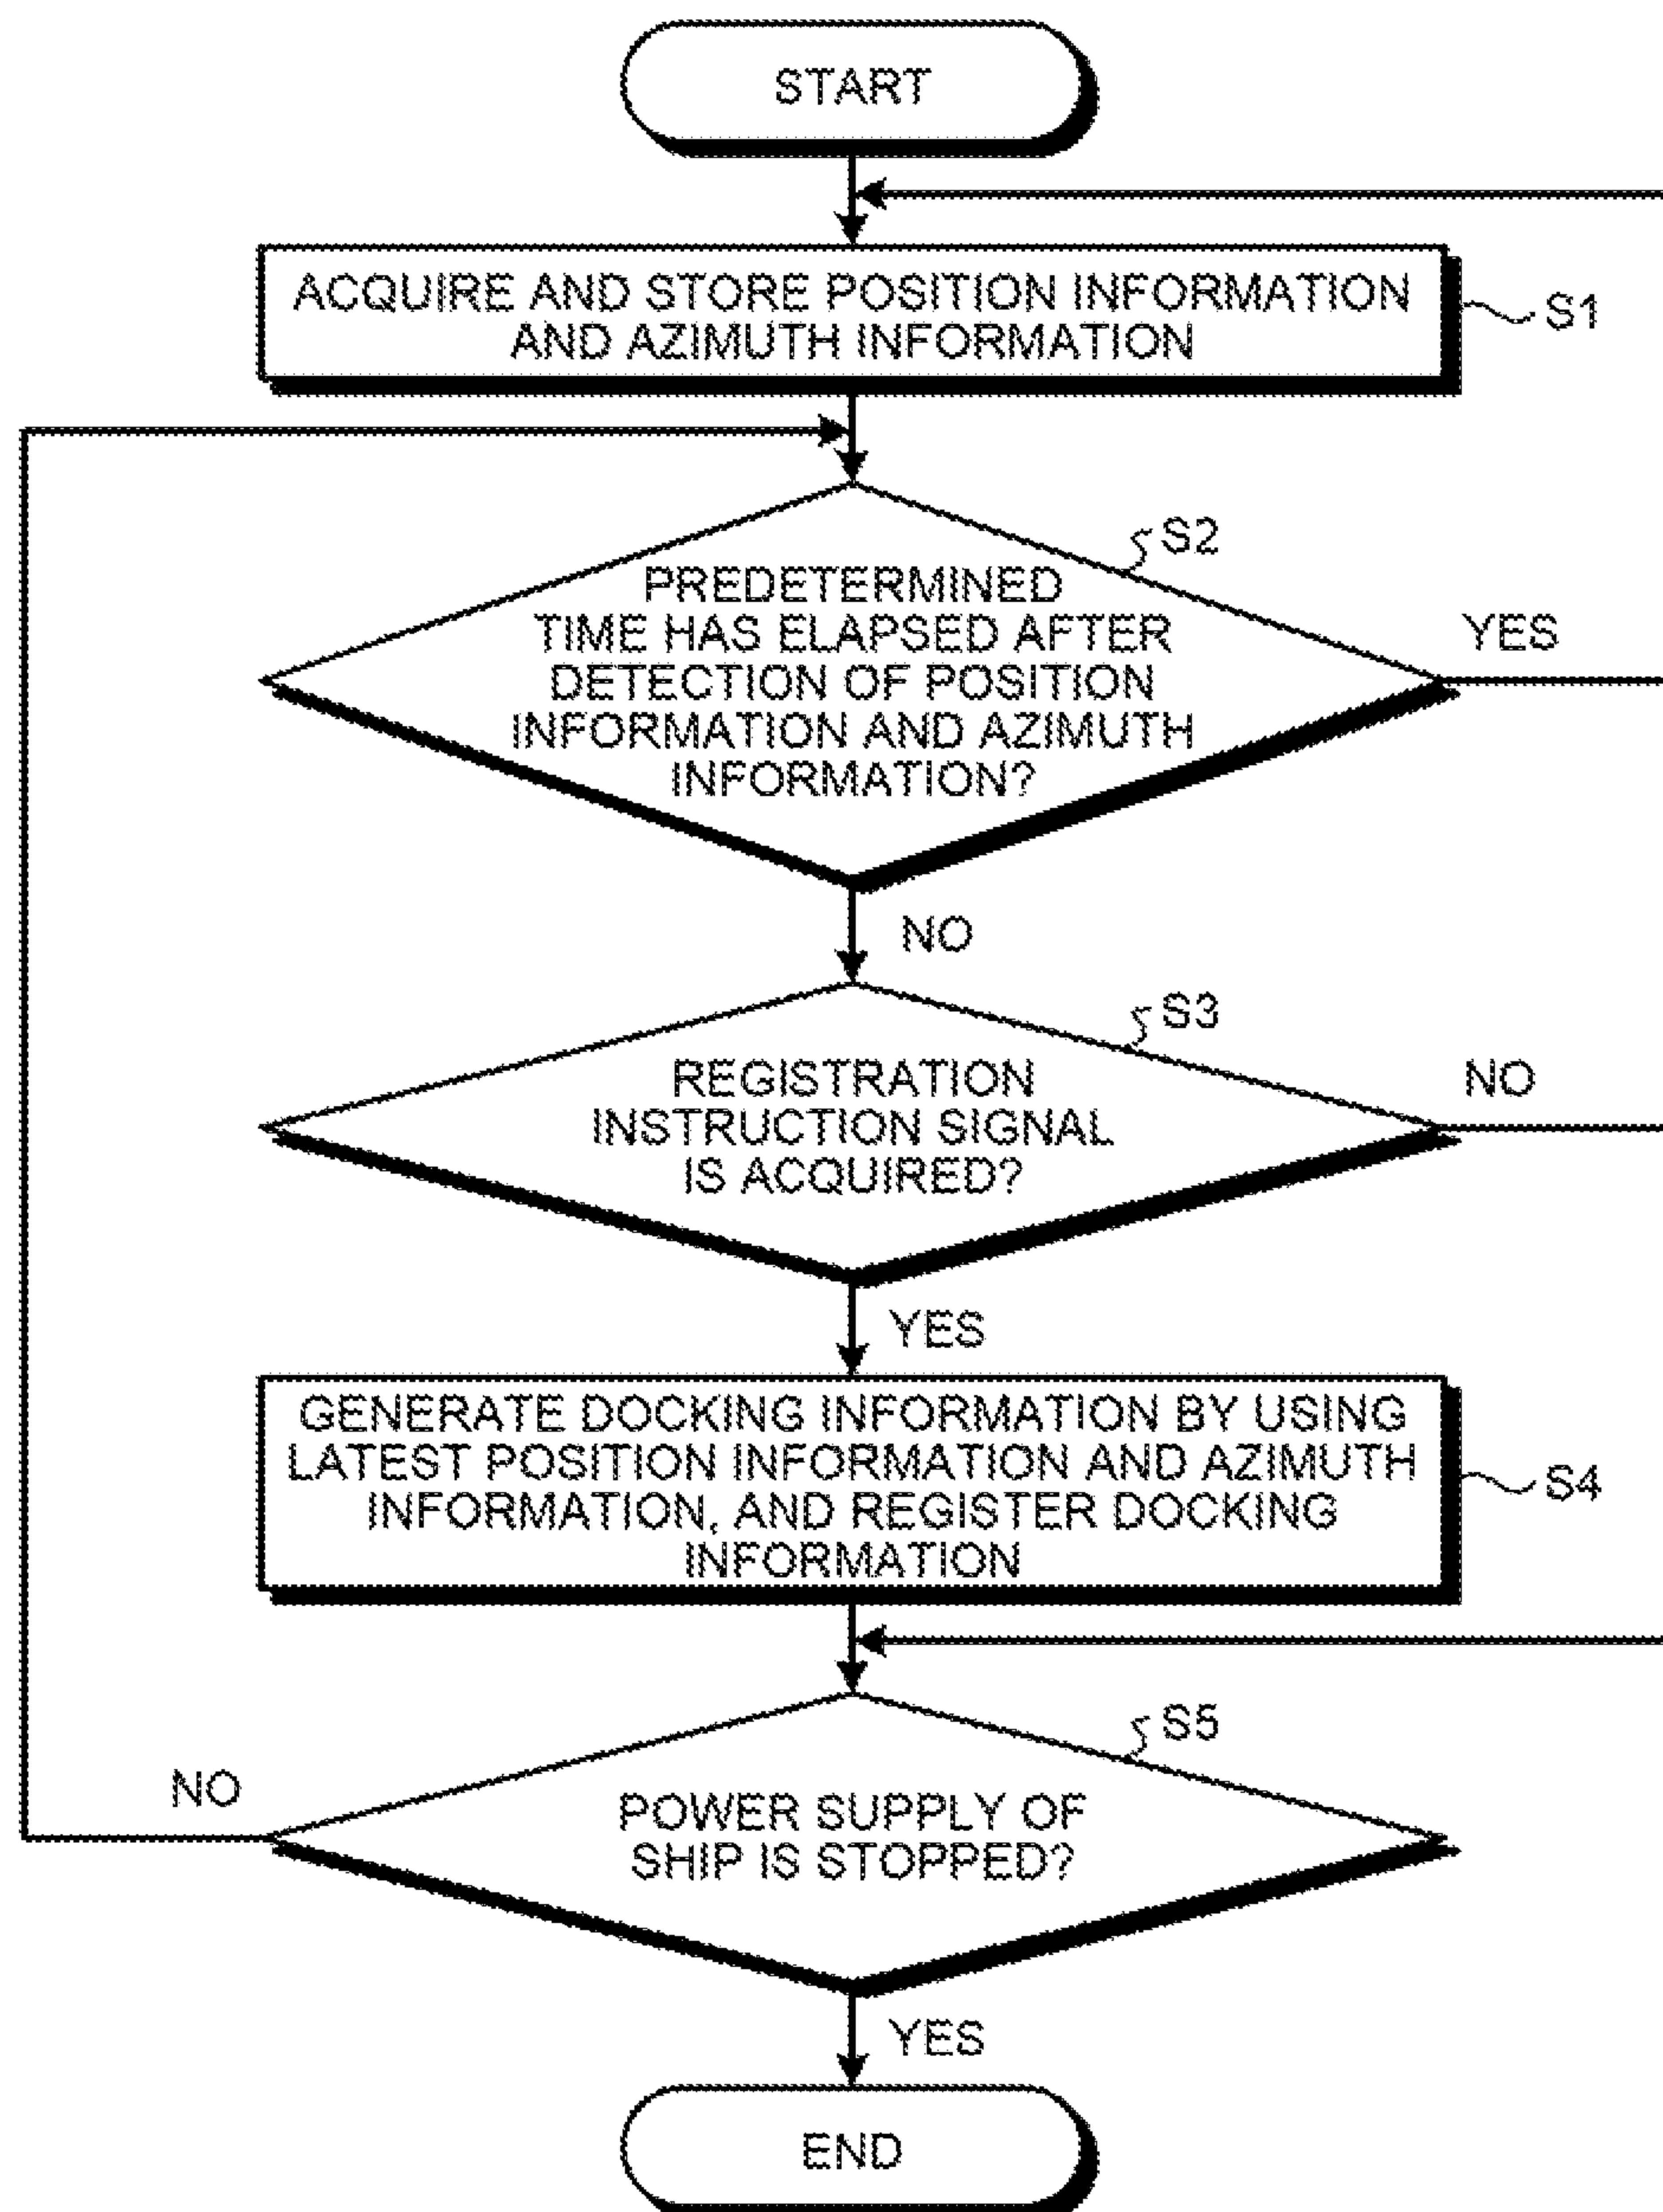 START
ACQUIRE AND STORE POSITION INFORMATION
AND AZIMUTH INFORMATION
S1
S2
PREDETERMINED
TIME HAS ELAPSED AFTER
DETECTION OF POSITION
INFORMATION AND AZIMUTH
INFORMATION?
YES
NO
S3
REGISTRATION
INSTRUCTION SIGNAL
IS ACQUIRED?
NO
YES
GENERATE DOCKING INFORMATION BY USING
LATEST POSITION INFORMATION AND AZIMUTH
INFORMATION, AND REGISTER DOCKING
INFORMATION
S4
S5
NO
POWER SUPPLY OF
SHIP IS STOPPED?
YES
END